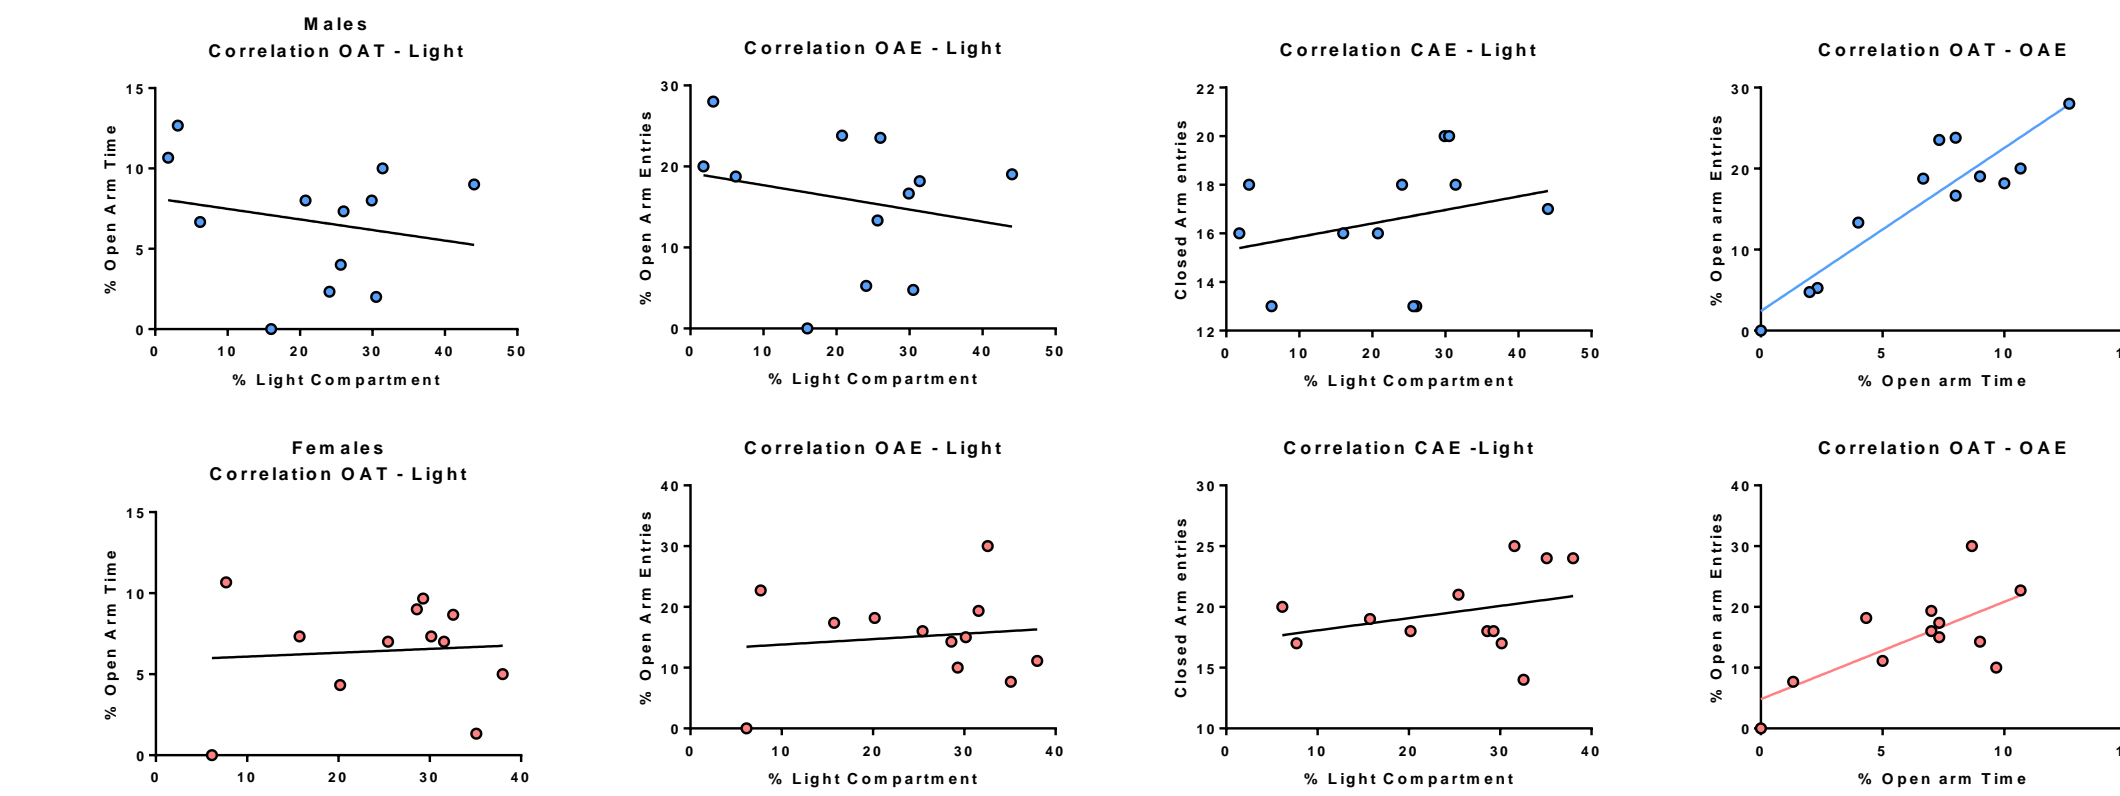 Males
Correlation OAT - Light
Correlation OAE - Light
Correlation CAE - Light
Correlation OAT - OAE
% Open Arm Time
15
10
5
0
0 10 20 30 40 50
% Light Compartment
% Open Arm Entries
30
20
10
0
0 10 20 30 40 50
% Light Compartment
Closed Arm entries
22
20
18
16
14
12
0 10 20 30 40 50
% Light Compartment
% Open arm Entries
30
20
10
0
0 5 10
% Open arm Time
Females
Correlation OAT - Light
Correlation OAE - Light
Correlation CAE -Light
Correlation OAT - OAE
% Open Arm Time
15
10
5
0
0 10 20 30 40
% Light Compartment
% Open Arm Entries
40
30
20
10
0
0 10 20 30 40
% Light Compartment
Closed Arm entries
30
25
20
15
10
0 10 20 30 40
% Light Compartment
% Open arm Entries
40
30
20
10
0
0 5 10
% Open arm Time